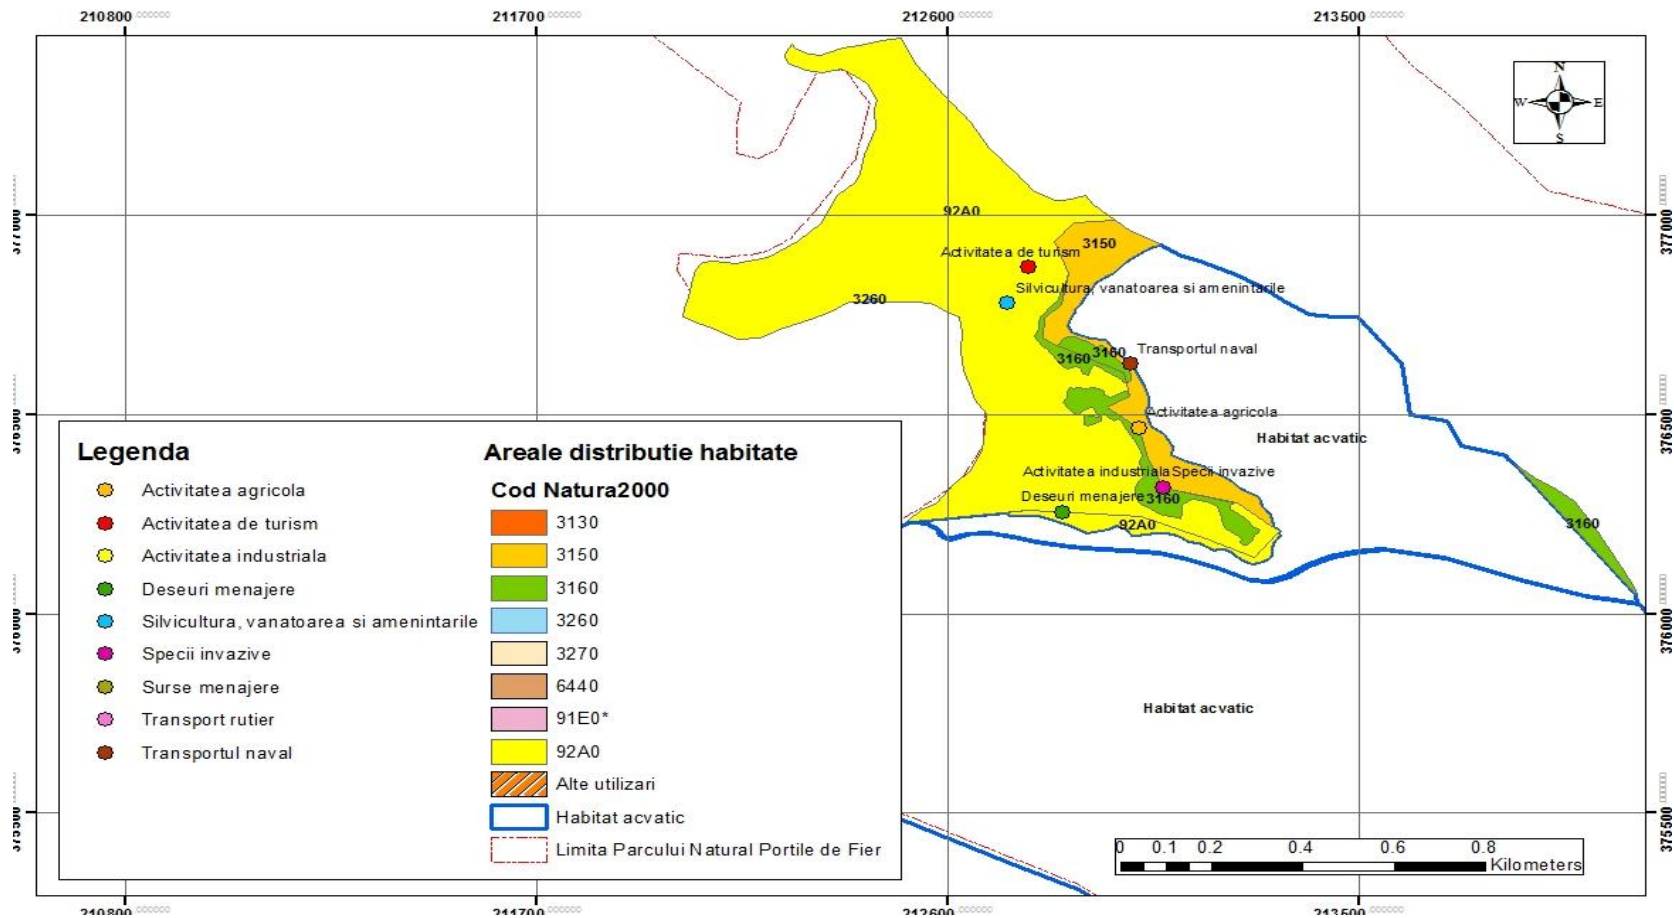 210800
211700
212600
213500
N
W
E
S
377000
377000
92A0
3150
Activitatea de turism
Silvicultura, vanatoarea si amenintarile
3260
3160
3160
Transportul naval
376500
376500
Activitatea agricola
Habitat acvatic
Activitatea industriala
Specii invazive
Deseuri menajere
3160
92A0
3160
376000
376000
Habitat acvatic
375500
375500
Legenda
Activitatea agricola
Activitatea de turism
Activitatea industriala
Deseuri menajere
Silvicultura, vanatoarea si amenintarile
Specii invazive
Surse menajere
Transport rutier
Transportul naval
Areale distributie habitate
Cod Natura2000
3130
3150
3160
3260
3270
6440
91E0*
92A0
Alte utilizari
Habitat acvatic
Limita Parcului Natural Portile de Fier
0 0.1 0.2 0.4 0.6 0.8
Kilometers
210800
211700
212600
213500